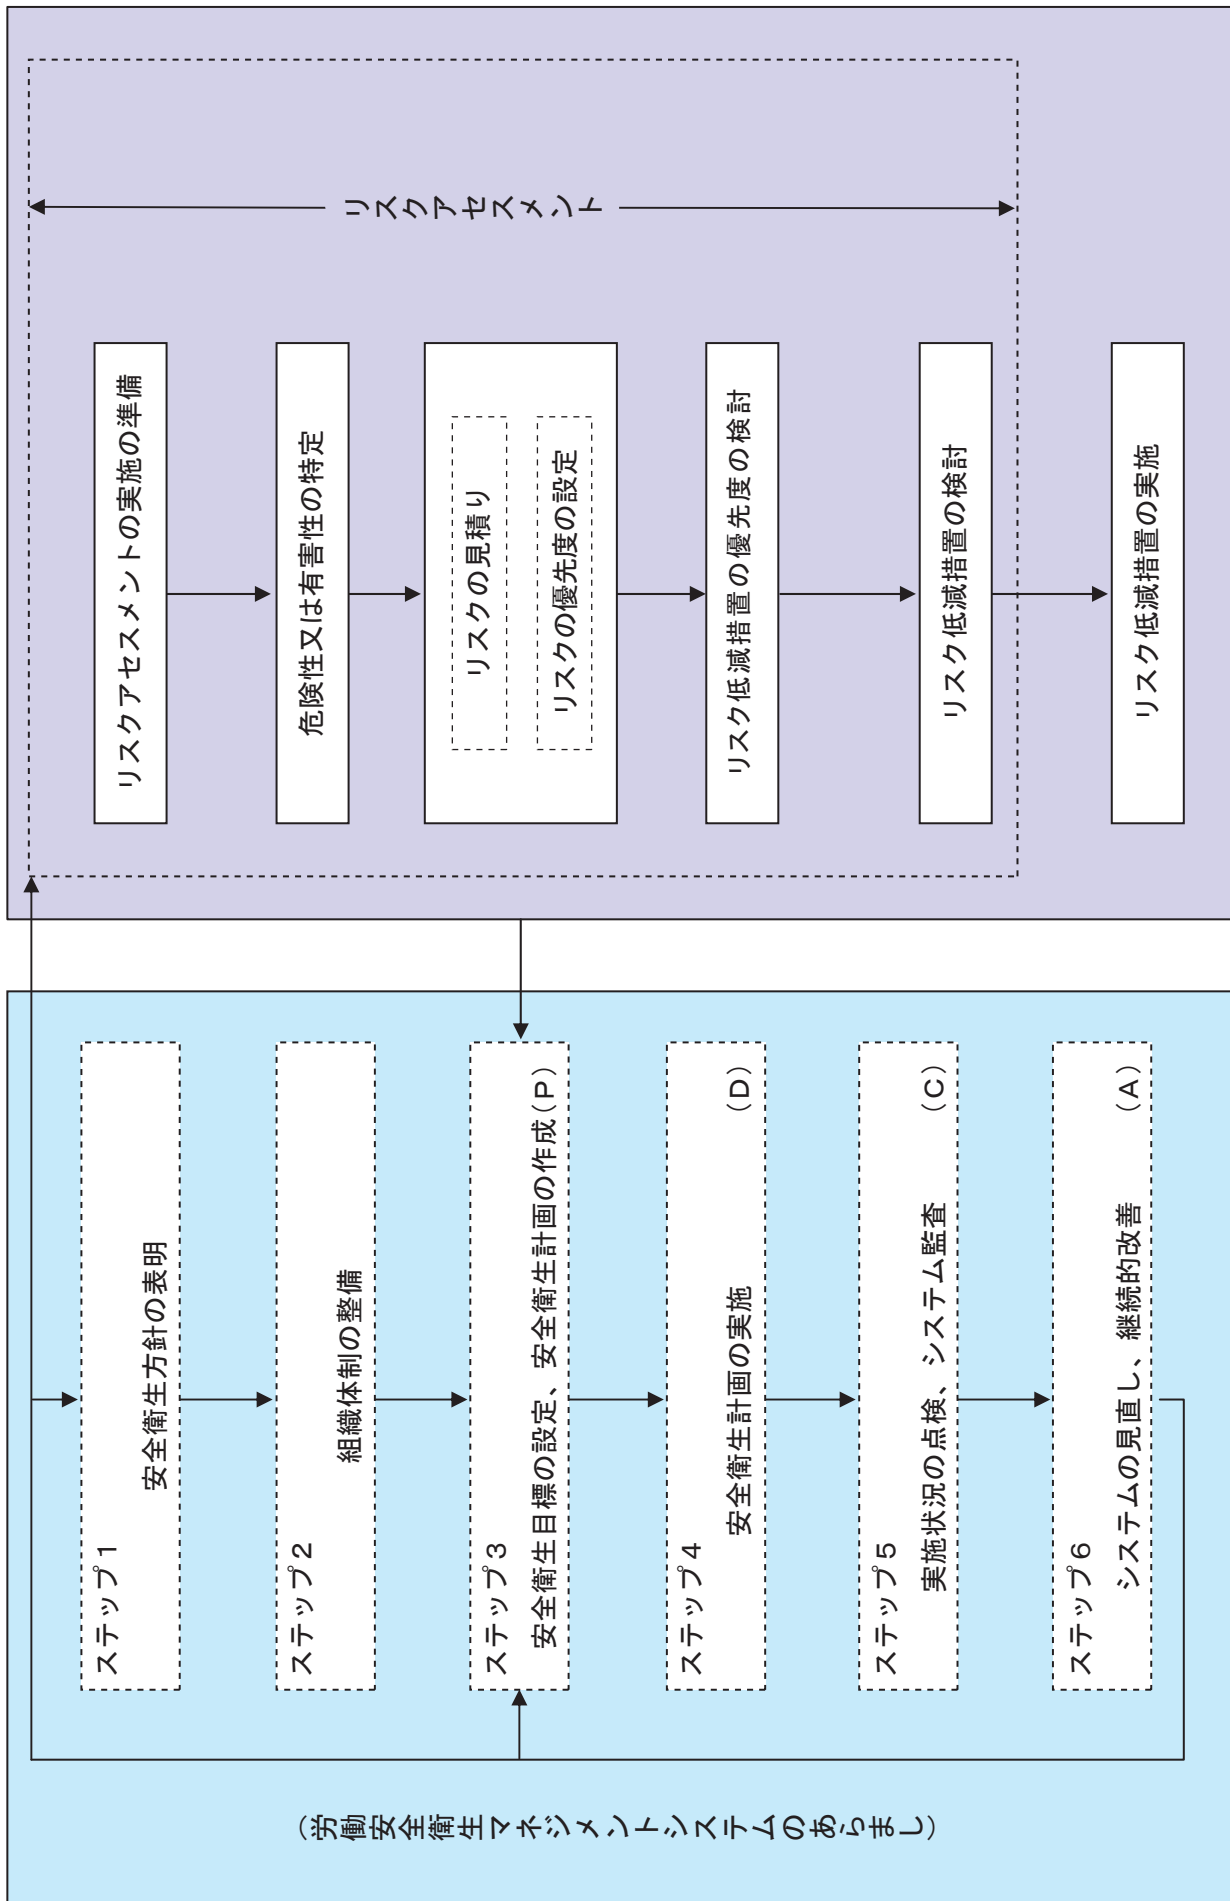 (労働安全衛生マネジメントシステムのあらまし)
ステップ1
安全衛生方針の表明
ステップ2
組織体制の整備
ステップ3
安全衛生目標の設定、安全衛生計画の作成(P)
ステップ4
安全衛生計画の実施 (D)
ステップ5
実施状況の点検、システム監査 (C)
ステップ6
システムの見直し、継続的改善 (A)
リスクアセスメント
リスクアセスメントの実施の準備
危険性又は有害性の特定
リスクの見積り
リスクの優先度の設定
リスク低減措置の優先度の検討
リスク低減措置の検討
リスク低減措置の実施